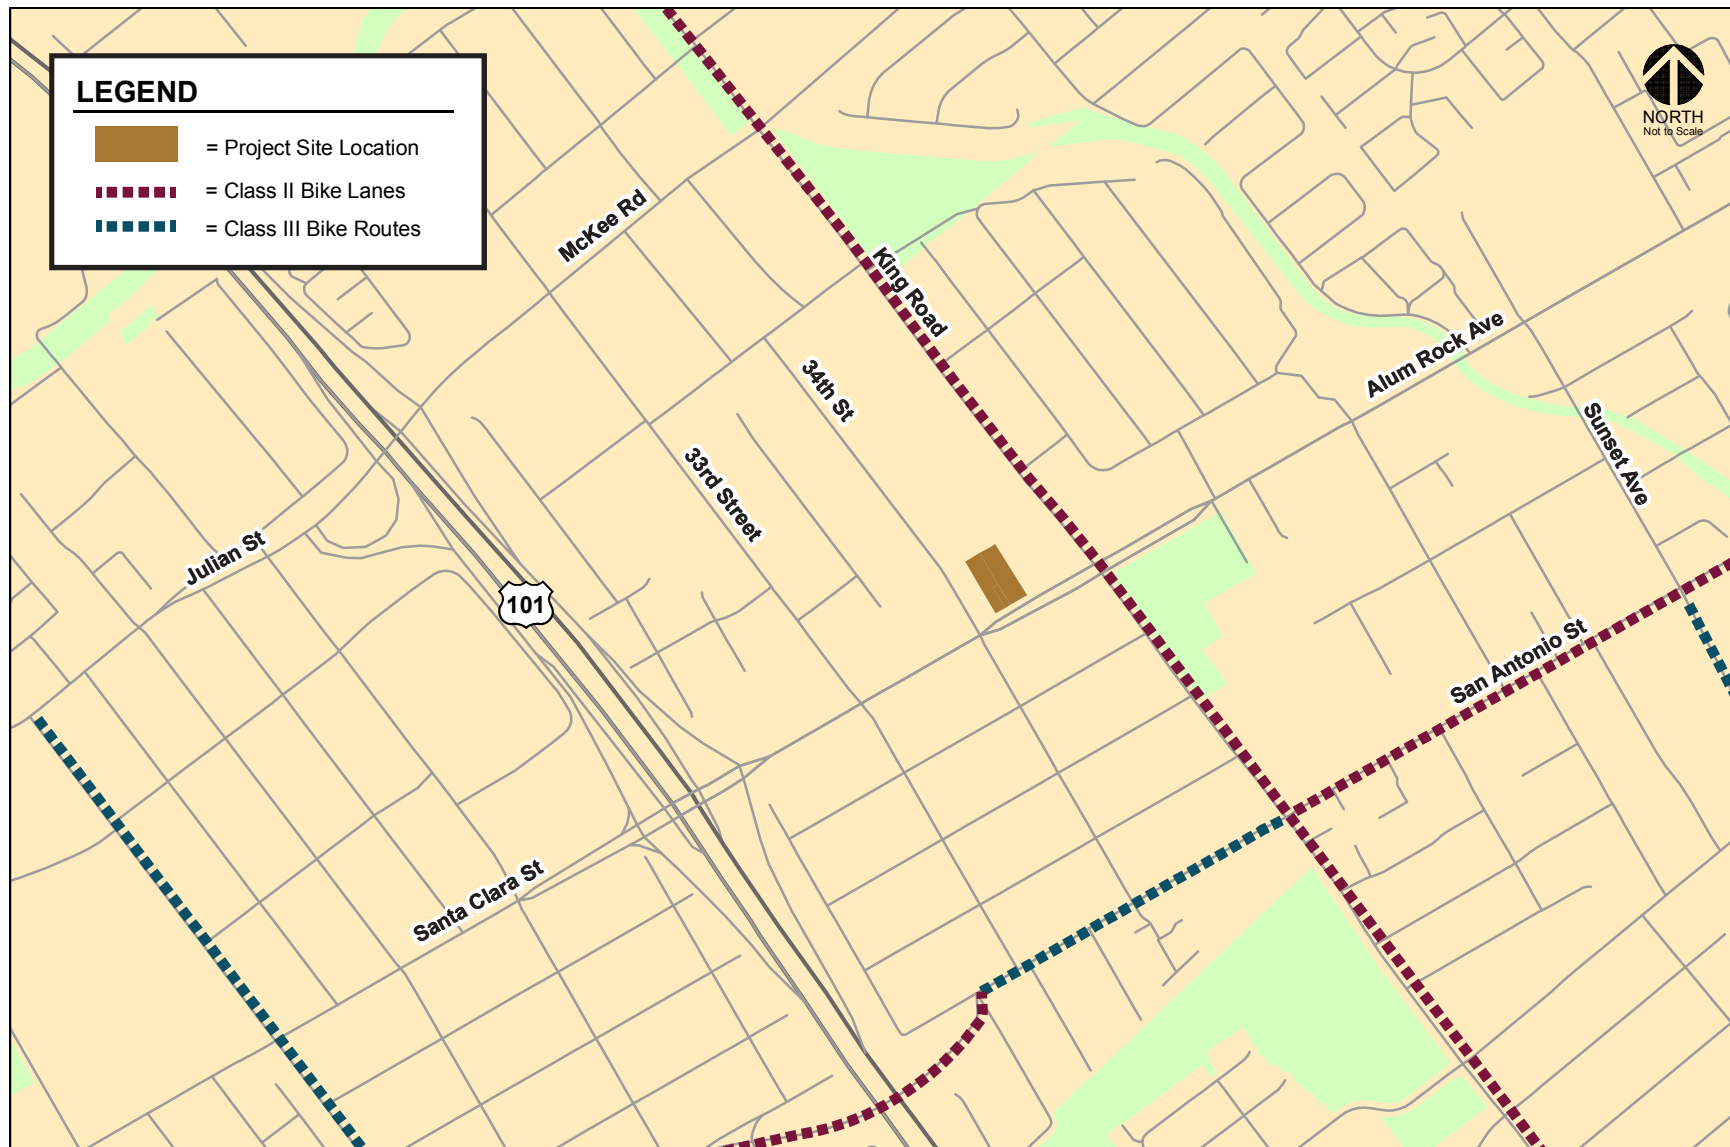 LEGEND
= Project Site Location
= Class II Bike Lanes
= Class III Bike Routes
NORTH
Not to Scale
McKee Rd
King Road
Alum Rock Ave
34th St
Sunset Ave
33rd Street
Julian St
101
San Antonio St
Santa Clara St